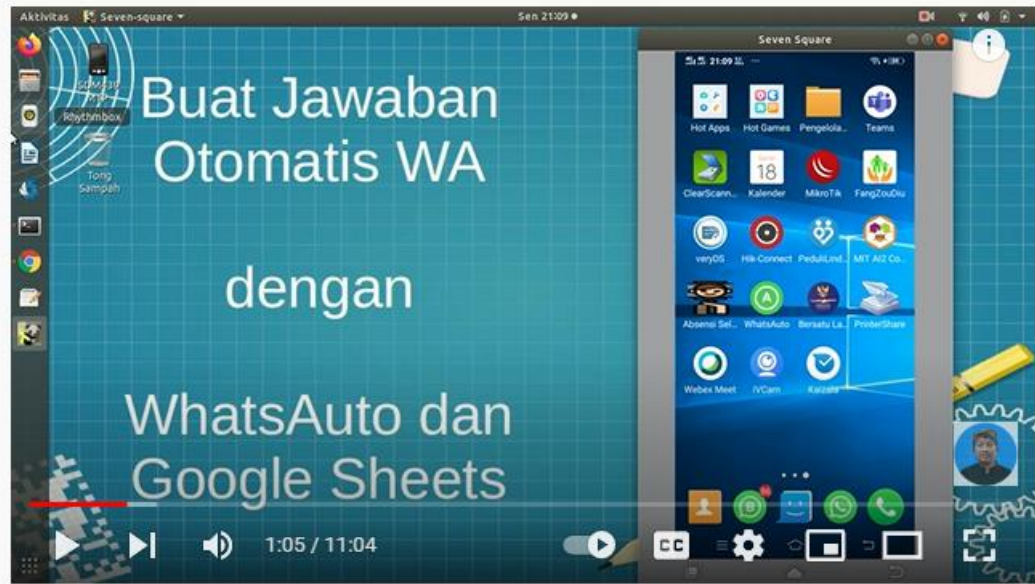 Aktivitas Seven-square Sen 21:09
Seven Square
SDM439
Rhythmbox
Tong
Sampah
Buat Jawaban
Otomatis WA
dengan
WhatsAuto dan
Google Sheets
21:09
Hot Apps Hot Games Pengelola... Teams
18
ClearScann... Kalender MikroTik FangZouDiu
veryOS Hik-Connect PeduliLind... MIT AI2 Co...
A
Absensi Sel... WhatsAuto Bersatu La... PrinterShare
Webex Meet iVCam Kaizala
B
1:05 / 11:04
CC